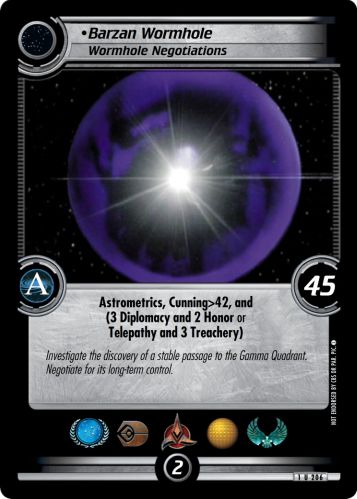 •Barzan Wormhole
Wormhole Negotiations
A
45
Astrometrics, Cunning>42, and
(3 Diplomacy and 2 Honor or
Telepathy and 3 Treachery)
Investigate the discovery of a stable passage to the Gamma Quadrant.
Negotiate for its long-term control.
NOT ENDORSED BY CBS OR PAR. PIC.
2
1 U 206